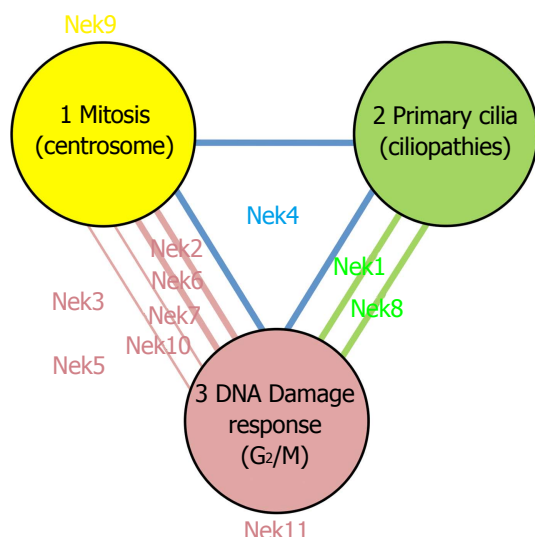 Nek9
1 Mitosis
(centrosome)
2 Primary cilia
(ciliopathies)
Nek4
Nek2
Nek6
Nek7
Nek10
Nek3
Nek5
Nek1
Nek8
3 DNA Damage
response
(G₂/M)
Nek11